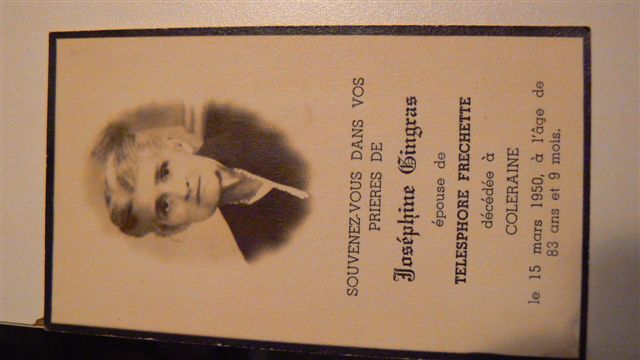 SOUVENEZ-VOUS DANS VOS
PRIERES DE
Joséphine Gingras
épouse de
TELESPHORE FRECHETTE
décédée à
COLERAINE
le 15 mars 1950, à l'âge de
83 ans et 9 mois.